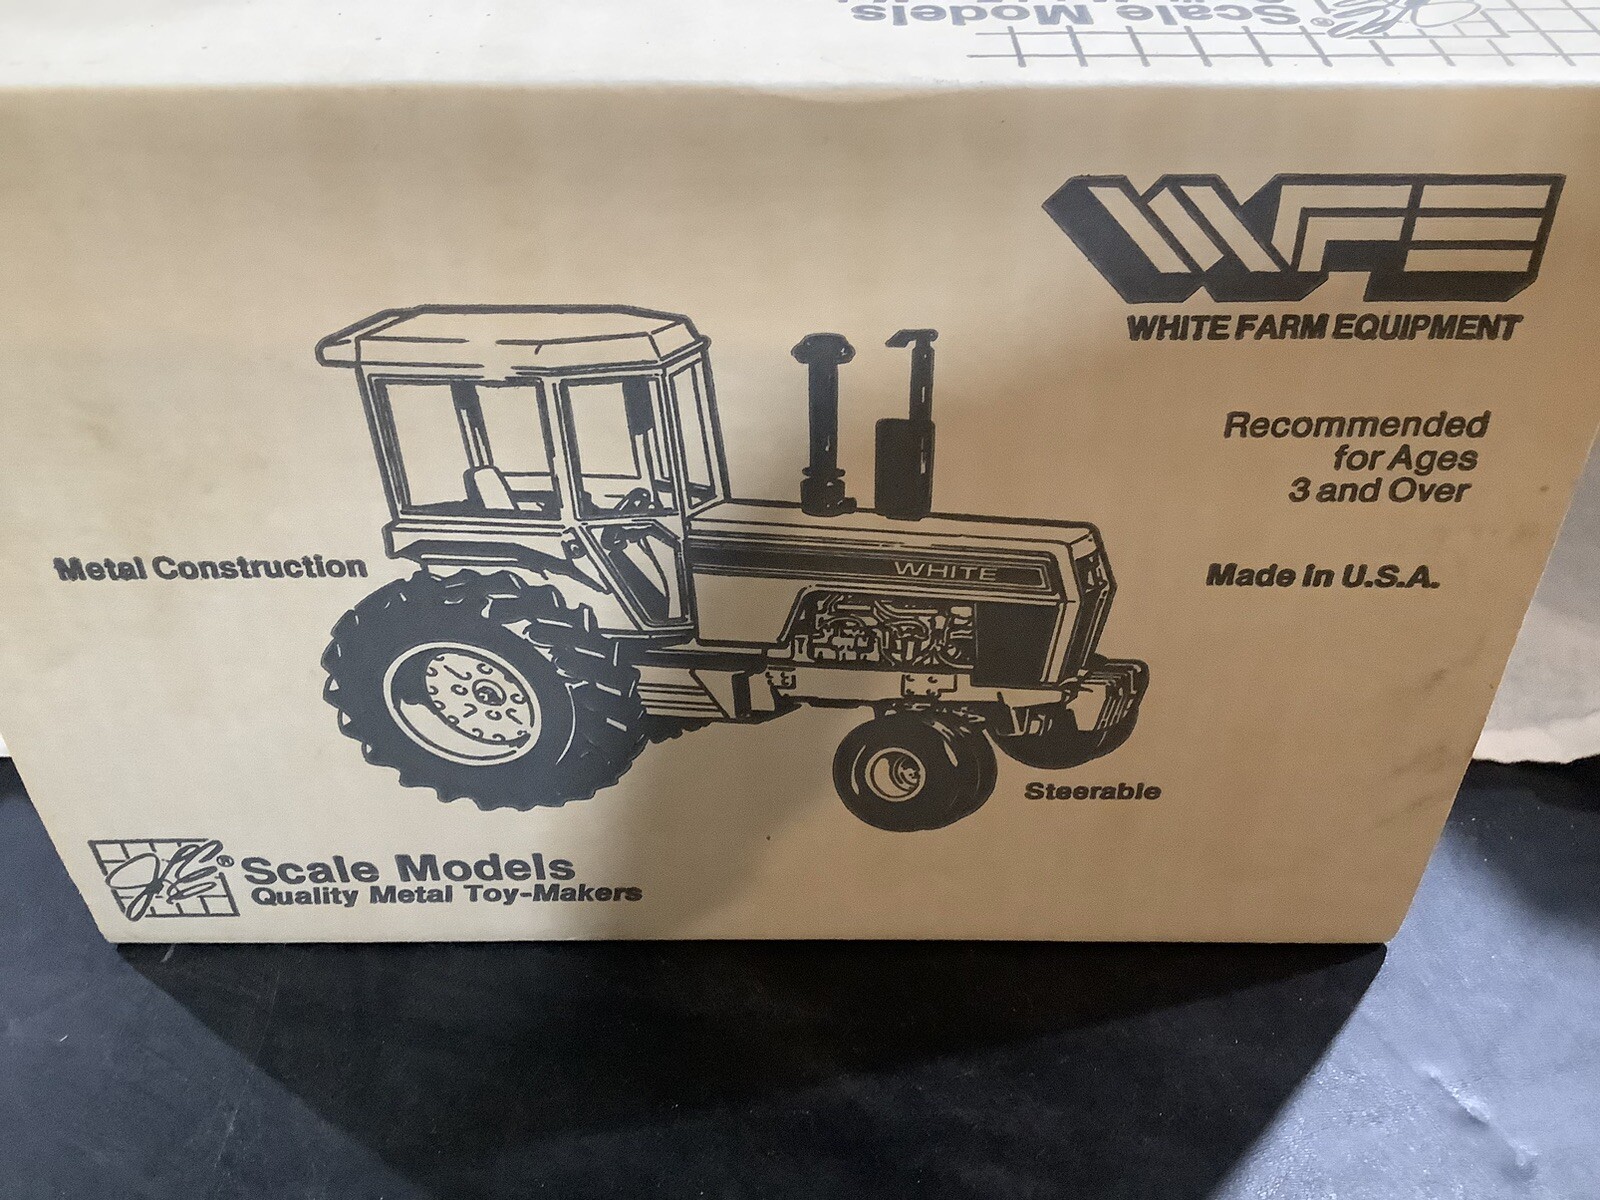 Scale Models
WFE
WHITE FARM EQUIPMENT
Recommended
for Ages
3 and Over
Made in U.S.A.
Metal Construction
WHITE
Steerable
JLE® Scale Models
Quality Metal Toy-Makers